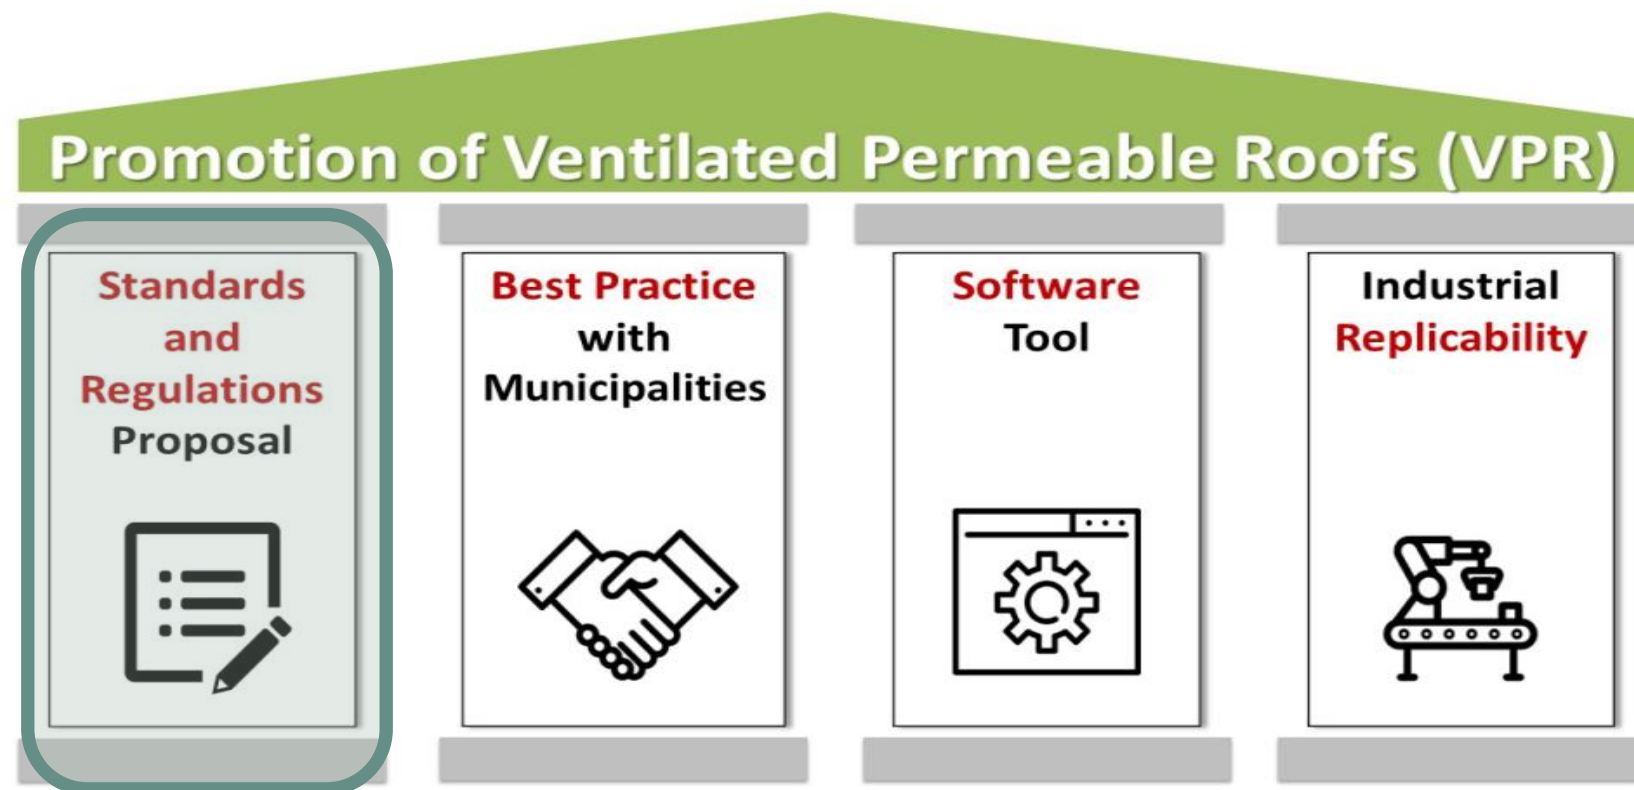 Promotion of Ventilated Permeable Roofs (VPR)
Standards
and
Regulations
Proposal
Best Practice
with
Municipalities
Software
Tool
Industrial
Replicability